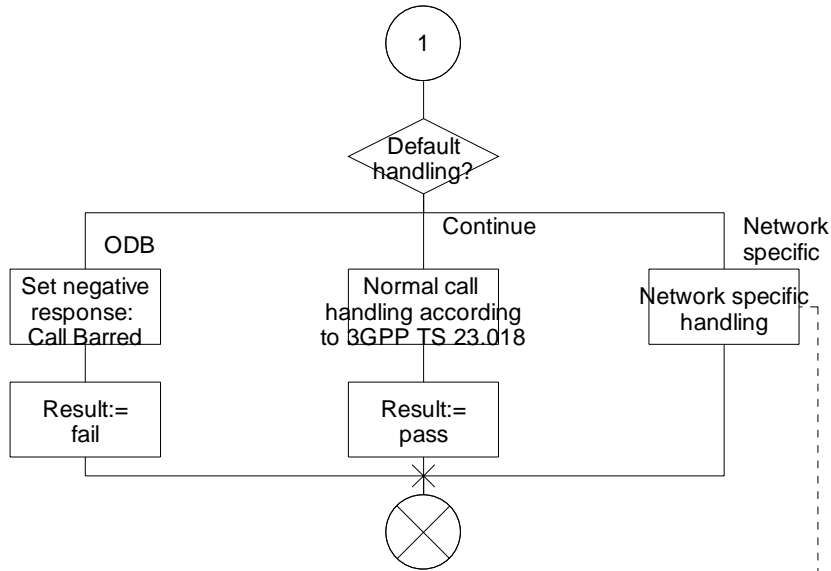 1
Default
handling?
ODB
Continue
Network
specific
Set negative
response:
Call Barred
Normal call
handling according
to 3GPP TS 23.018
Network specific
handling
Result:=
fail
Result:=
pass